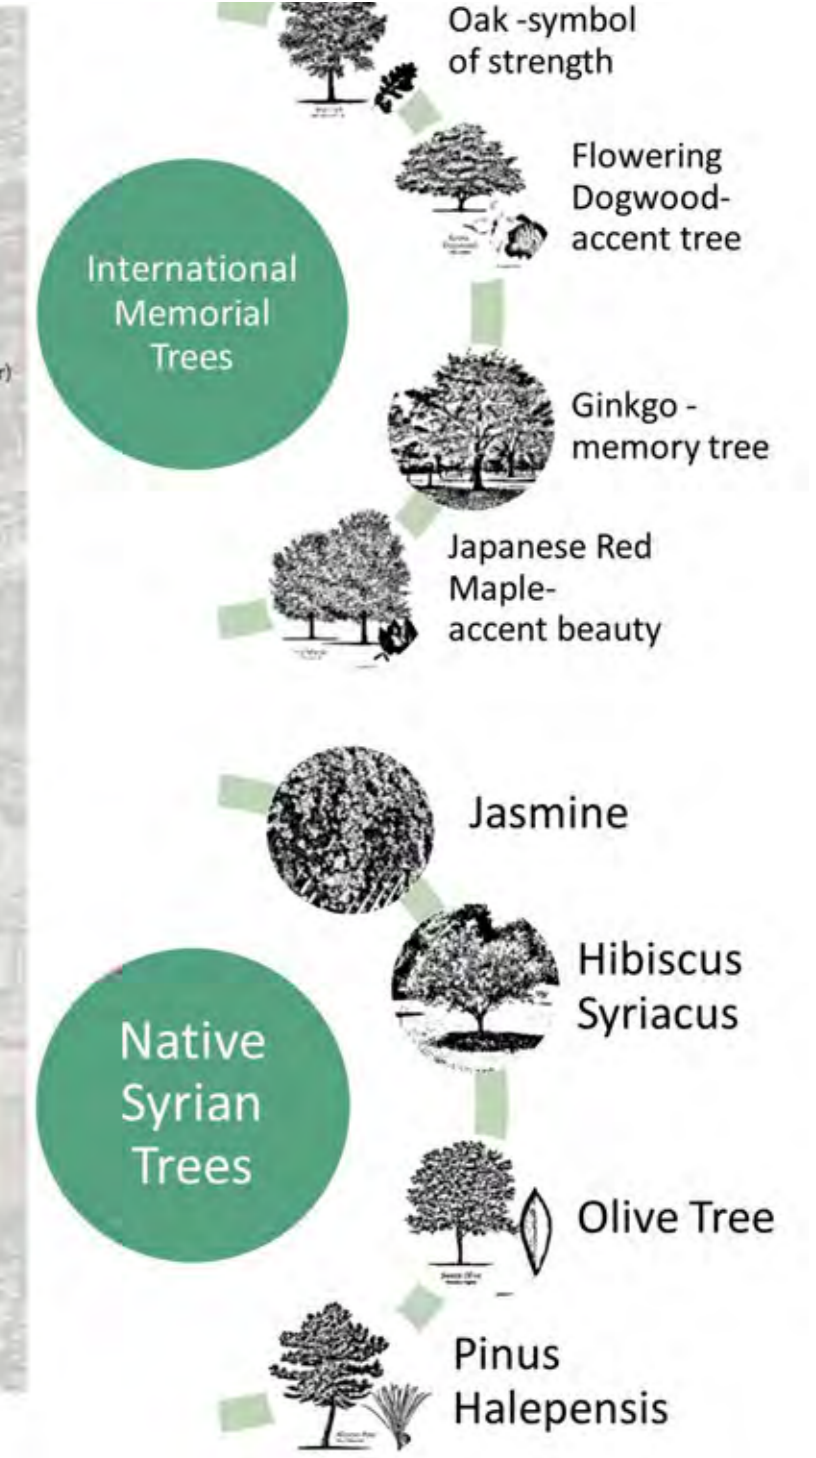 Oak -symbol
of strength
Flowering
Dogwood-
accent tree
International
Memorial
Trees
r)
Ginkgo -
memory tree
Japanese Red
Maple-
accent beauty
Jasmine
Hibiscus
Syriacus
Native
Syrian
Trees
Olive Tree
Pinus
Halepensis